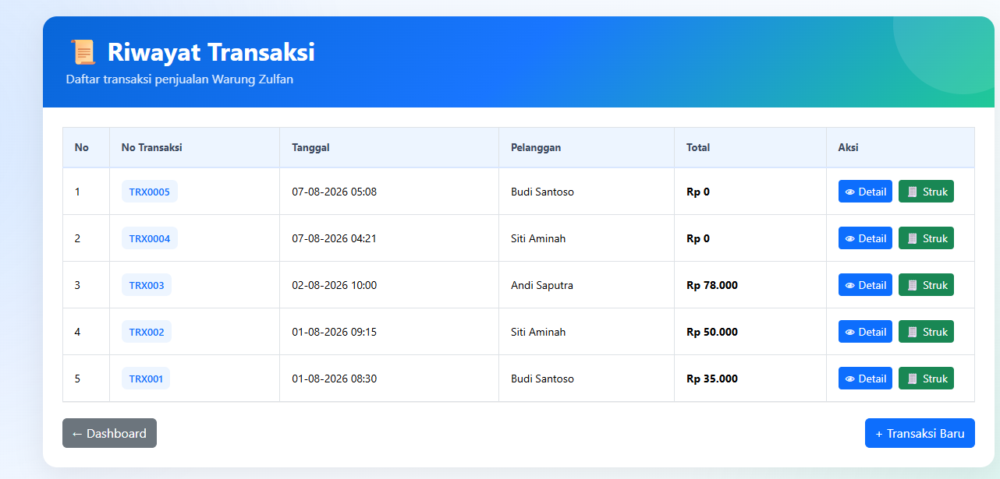 Riwayat Transaksi
Daftar transaksi penjualan Warung Zulfan
No No Transaksi Tanggal Pelanggan Total Aksi
1 TRX0005 07-08-2026 05:08 Budi Santoso Rp 0 Detail Struk
2 TRX0004 07-08-2026 04:21 Siti Aminah Rp 0 Detail Struk
3 TRX003 02-08-2026 10:00 Andi Saputra Rp 78.000 Detail Struk
4 TRX002 01-08-2026 09:15 Siti Aminah Rp 50.000 Detail Struk
5 TRX001 01-08-2026 08:30 Budi Santoso Rp 35.000 Detail Struk
← Dashboard + Transaksi Baru